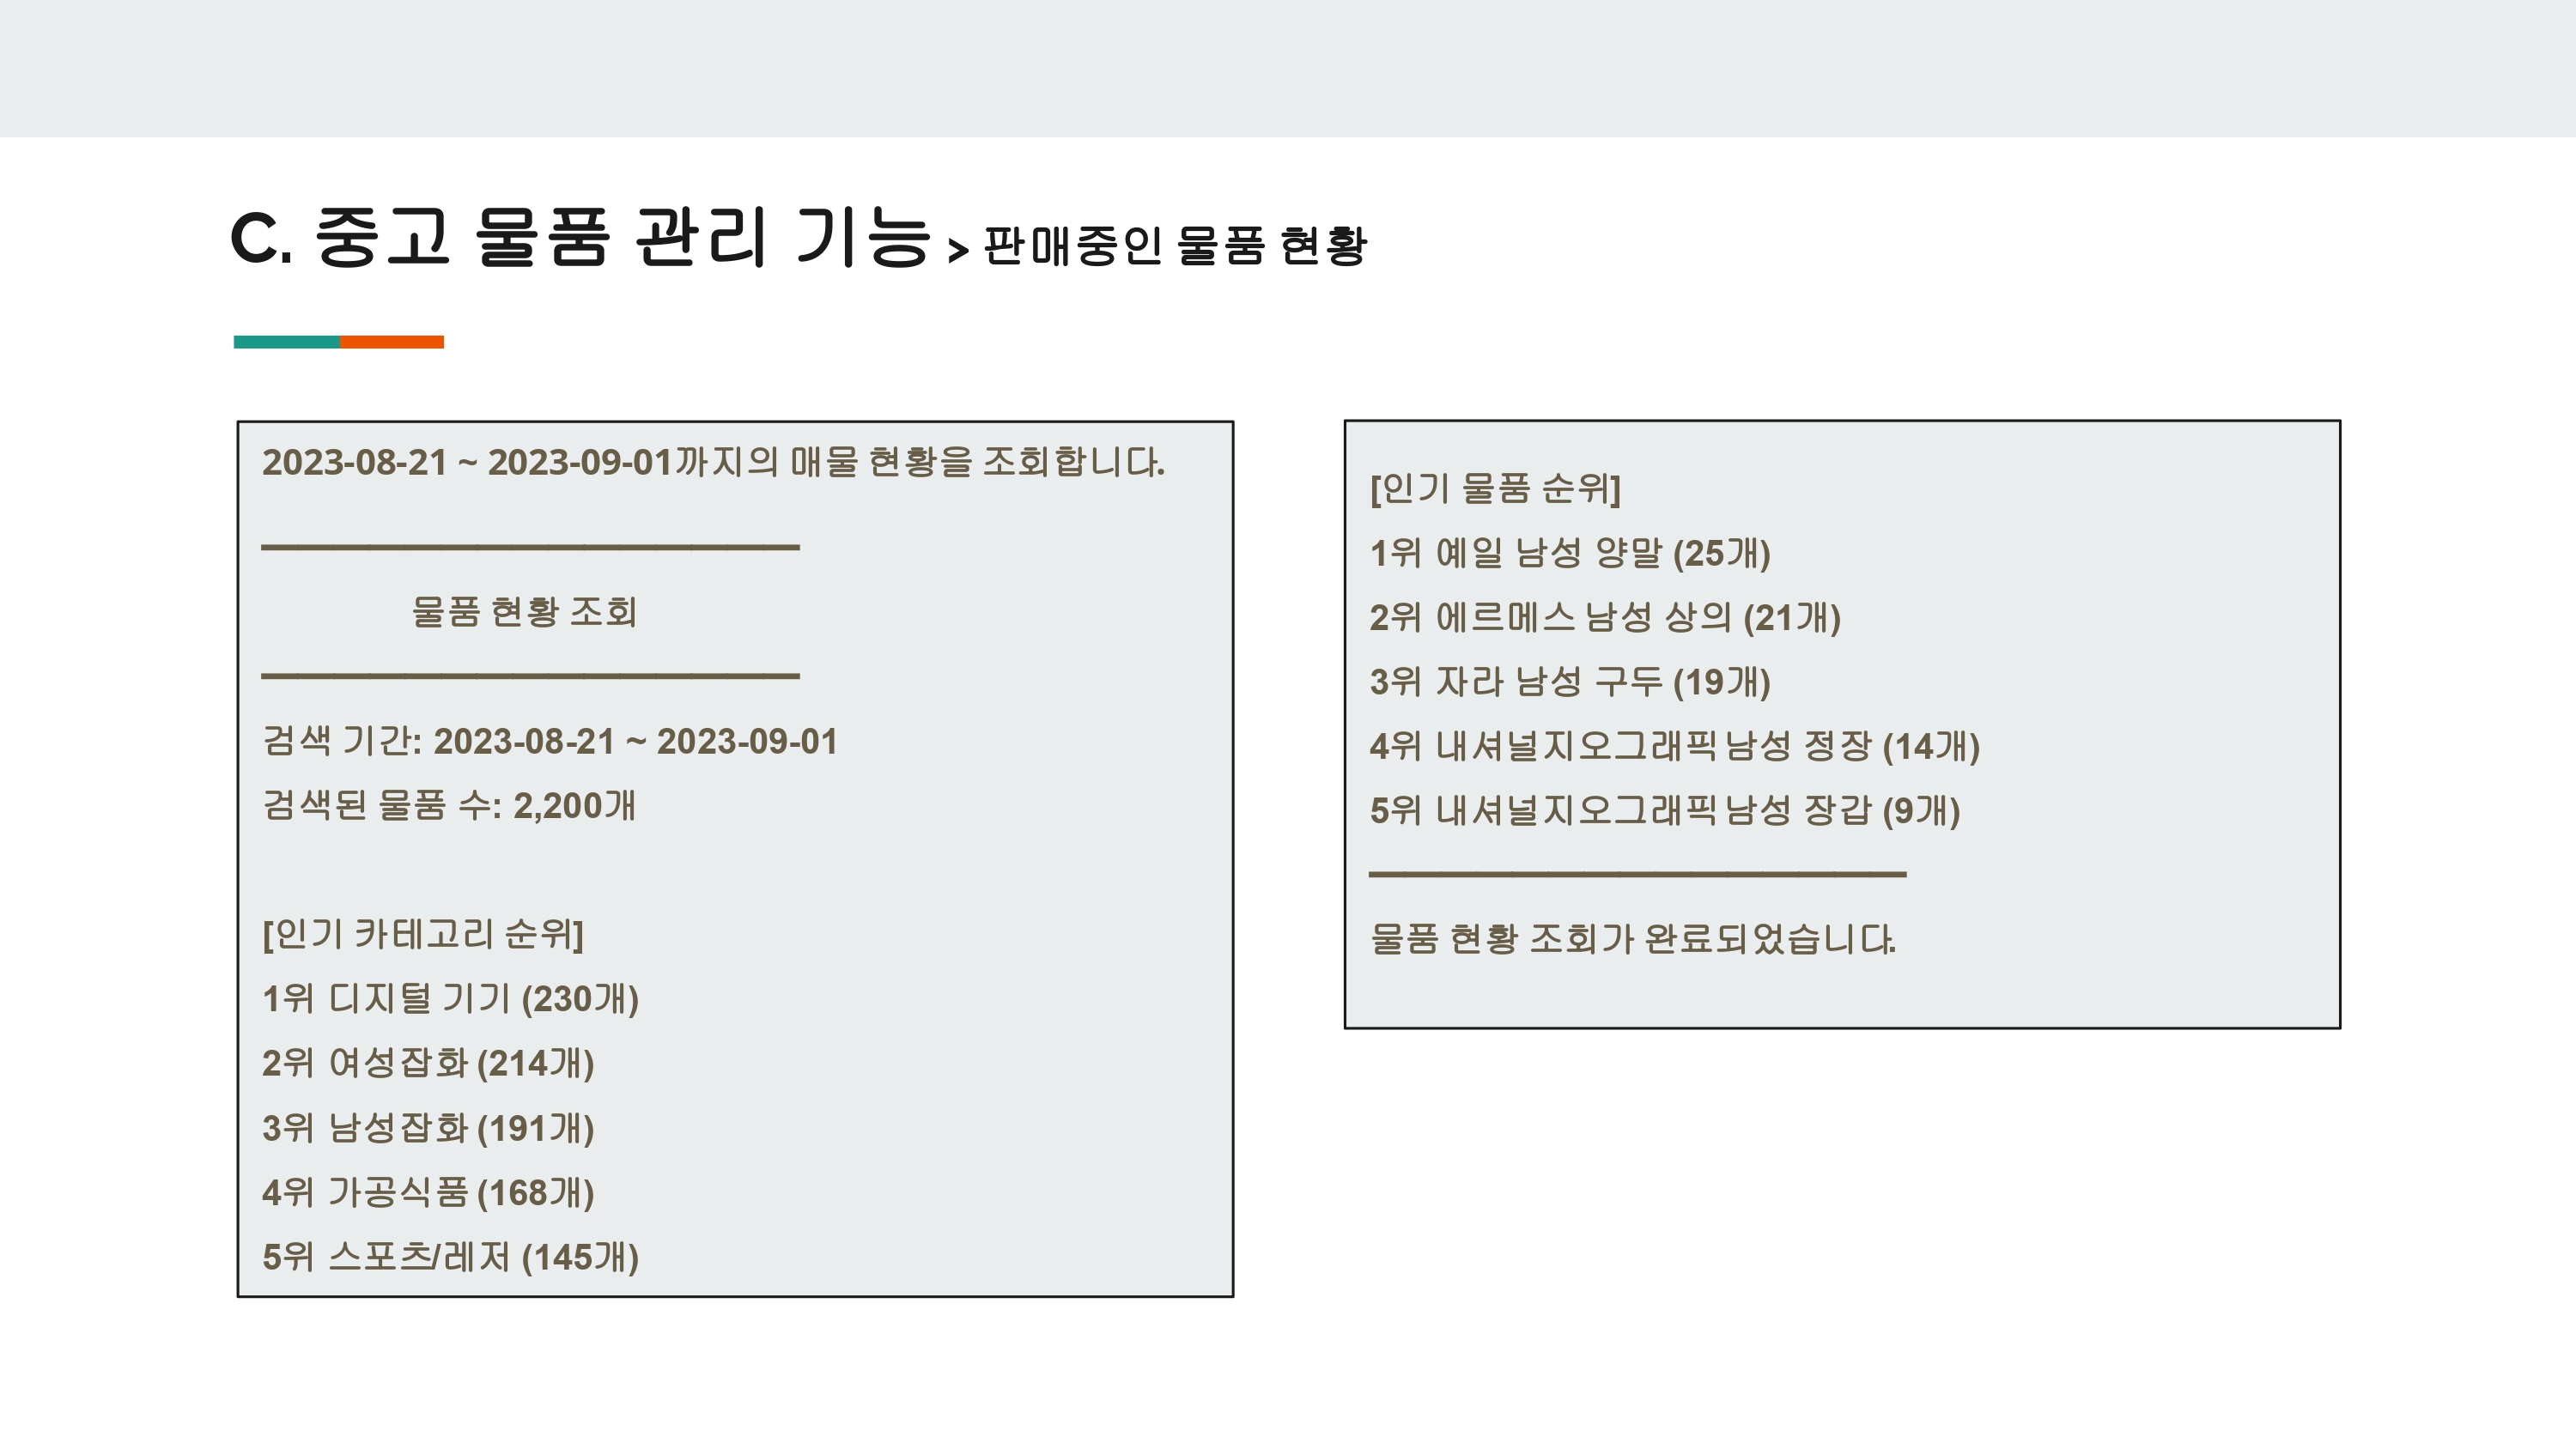 C. 중고 물품 관리 기능 > 판매중인 물품 현황
2023-08-21 ~ 2023-09-01까지의 매물 현황을 조회합니다.
물품 현황 조회
검색 기간: 2023-08-21 ~ 2023-09-01
검색된 물품 수: 2,200개
[인기 카테고리 순위]
1위 디지털 기기 (230개)
2위 여성잡화 (214개)
3위 남성잡화 (191개)
4위 가공식품 (168개)
5위 스포츠/레저 (145개)
[인기 물품 순위]
1위 예일 남성 양말 (25개)
2위 에르메스 남성 상의 (21개)
3위 자라 남성 구두 (19개)
4위 내셔널지오그래픽 남성 정장 (14개)
5위 내셔널지오그래픽 남성 장갑 (9개)
물품 현황 조회가 완료되었습니다.